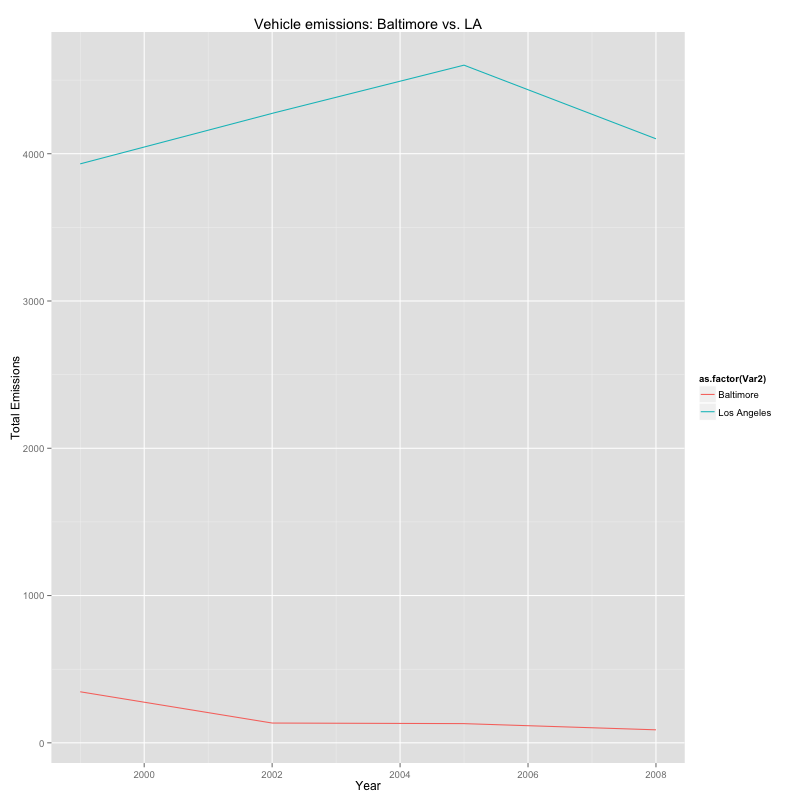 Vehicle emissions: Baltimore vs. LA
Total Emissions
4000
3000
2000
1000
0
2000
2002
2004
2006
2008
Year
as.factor(Var2)
Baltimore
Los Angeles